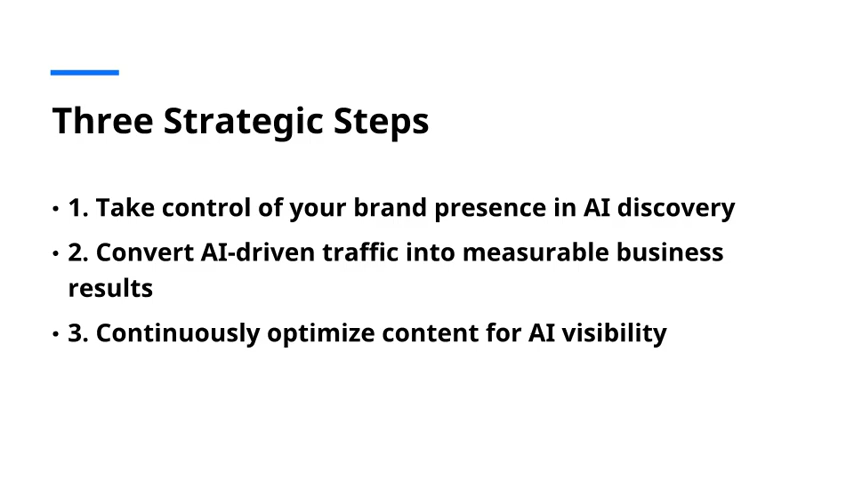 Three Strategic Steps
• 1. Take control of your brand presence in AI discovery
• 2. Convert AI-driven traffic into measurable business
results
• 3. Continuously optimize content for AI visibility